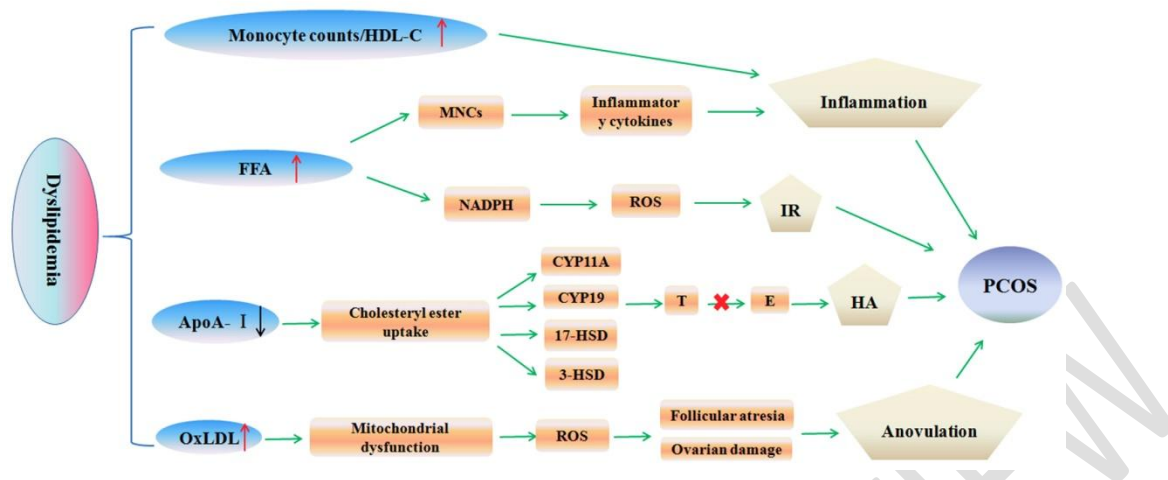 Dyslipidemia
Monocyte counts/HDL-C
FFA
MNCs
Inflammator
y cytokines
Inflammation
NADPH
ROS
IR
ApoA- Ⅰ
Cholesteryl ester
uptake
CYP11A
CYP19
17-HSD
3-HSD
T
E
HA
PCOS
OxLDL
Mitochondrial
dysfunction
ROS
Follicular atresia
Ovarian damage
Anovulation